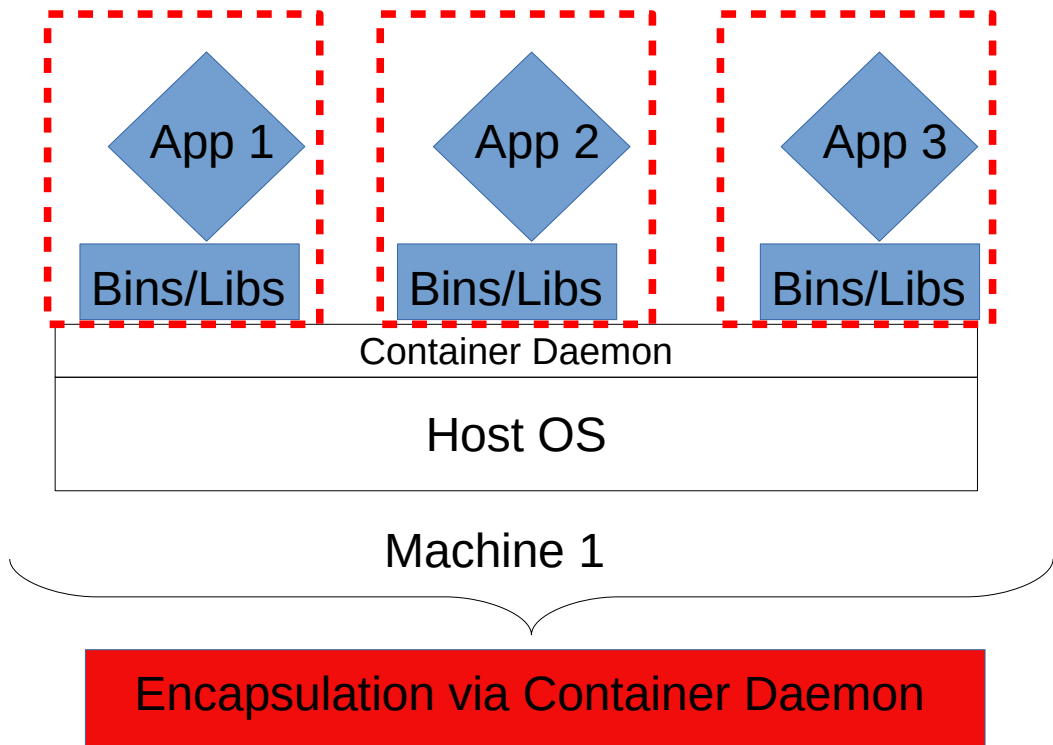 App 1
App 2
App 3
Bins/Libs
Bins/Libs
Bins/Libs
Container Daemon
Host OS
Machine 1
Encapsulation via Container Daemon